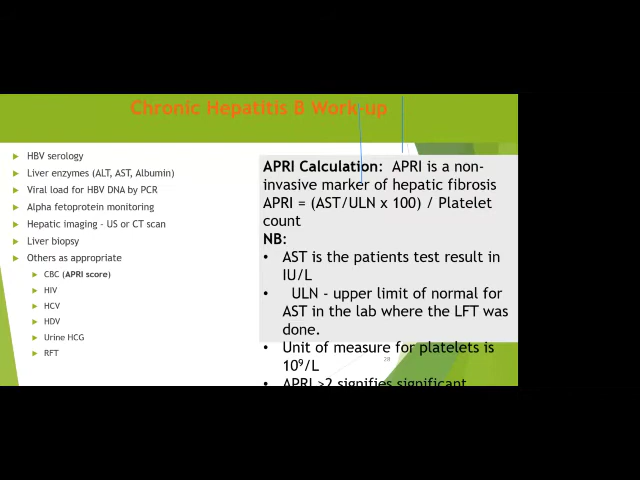 Chronic Hepatitis B Work-up
HBV serology
Liver enzymes (ALT, AST, Albumin)
Viral load for HBV DNA by PCR
Alpha fetoprotein monitoring
Hepatic imaging - US or CT scan
Liver biopsy
Others as appropriate
CBC (APRI score)
HIV
HCV
HDV
Urine HCG
RFT
APRI Calculation: APRI is a non-
invasive marker of hepatic fibrosis
APRI = (AST/ULN x 100) / Platelet
count
NB:
• AST is the patients test result in
IU/L
• ULN - upper limit of normal for
AST in the lab where the LFT was
done.
• Unit of measure for platelets is
10⁹/L
• APRI >2 signifies significant
28